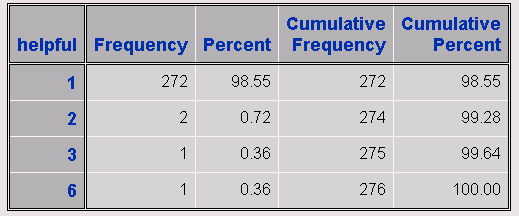 Cumulative Cumulative
helpful Frequency Percent Frequency Percent
1 272 98.55 272 98.55
2 2 0.72 274 99.28
3 1 0.36 275 99.64
6 1 0.36 276 100.00